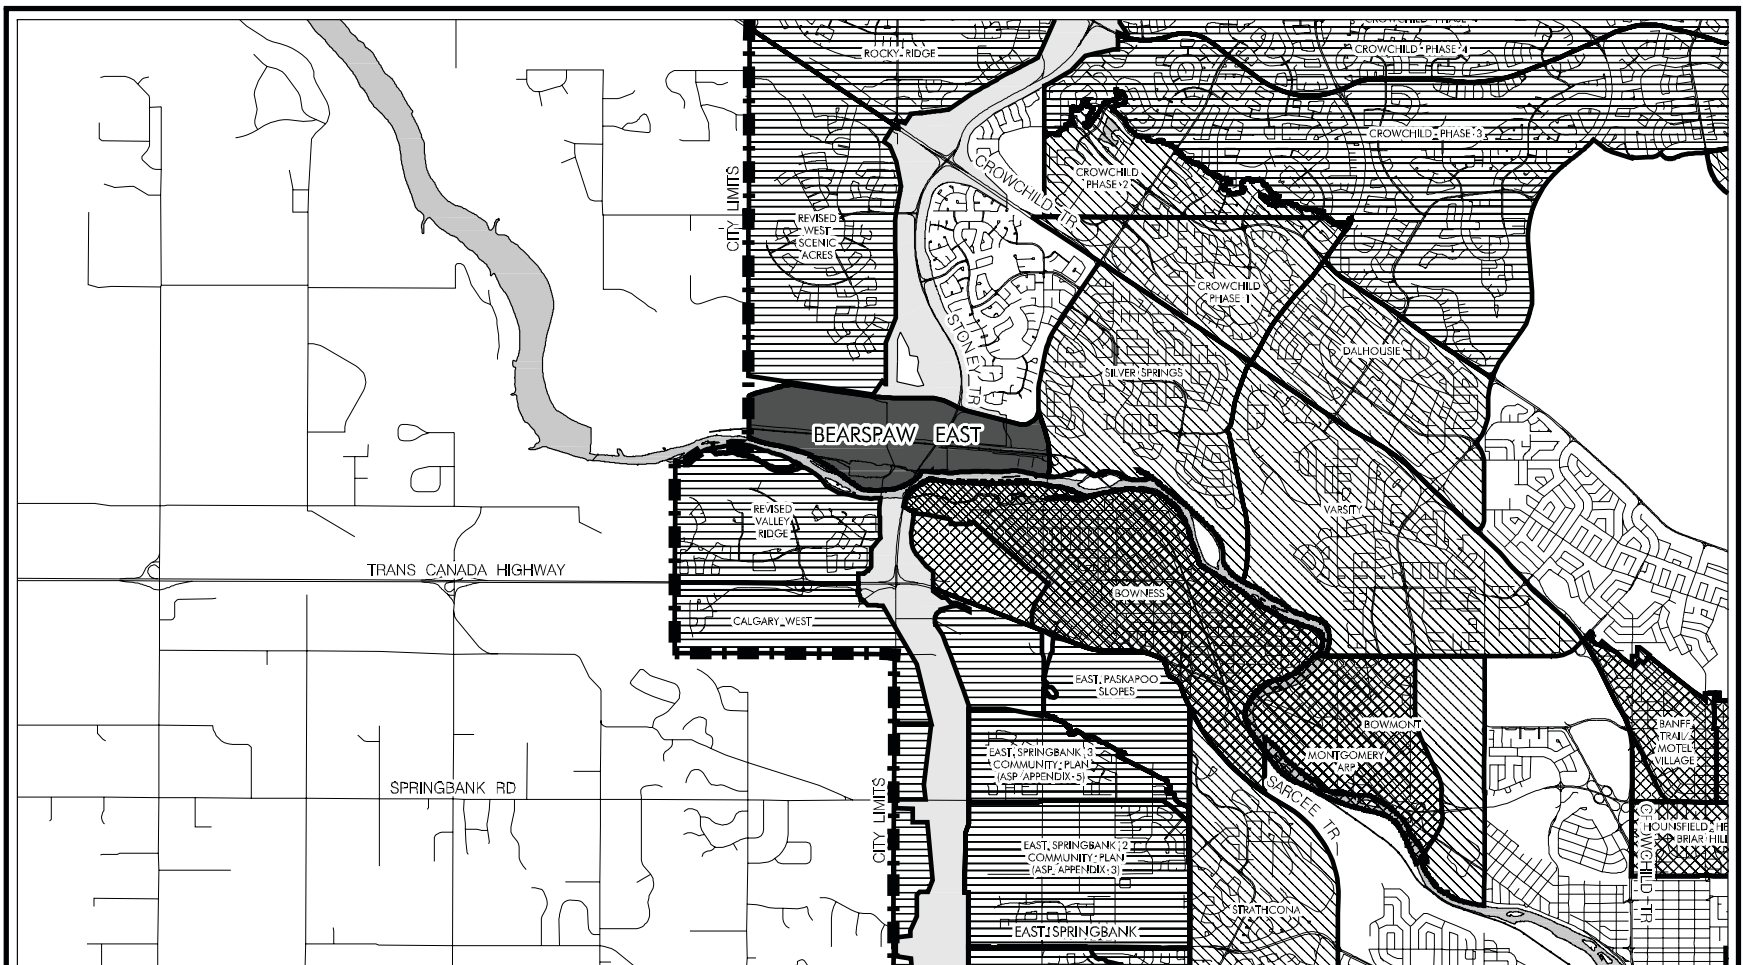 CROWCHILD PHASE 4
ROCKY RIDGE
CROWCHILD PHASE 4
CROWCHILD PHASE 3
CITY LIMITS
CROWCHILD TR
CROWCHILD
PHASE 2
REVISED
WEST
SCENIC
ACRES
CROWCHILD
PHASE 1
STONEY TR
DALHOUSIE
SILVER SPRINGS
BEARSPAW EAST
REVISED
VALLEY
RIDGE
VARSITY
TRANS CANADA HIGHWAY
BOWNESS
CALGARY WEST
EAST PASKAPOO
SLOPES
BOWMONT
BANFF
TRAIL
MOTEL
VILLAGE
EAST SPRINGBANK 3
COMMUNITY PLAN
(ASP APPENDIX 5)
MONTGOMERY
ARP
SPRINGBANK RD
SARCEE TR
CITY LIMITS
CROWCHILD TR
HOUNSFIELD HE
BRIAR HILL
EAST SPRINGBANK 2
COMMUNITY PLAN
(ASP APPENDIX 3)
STRATHCONA
EAST SPRINGBANK